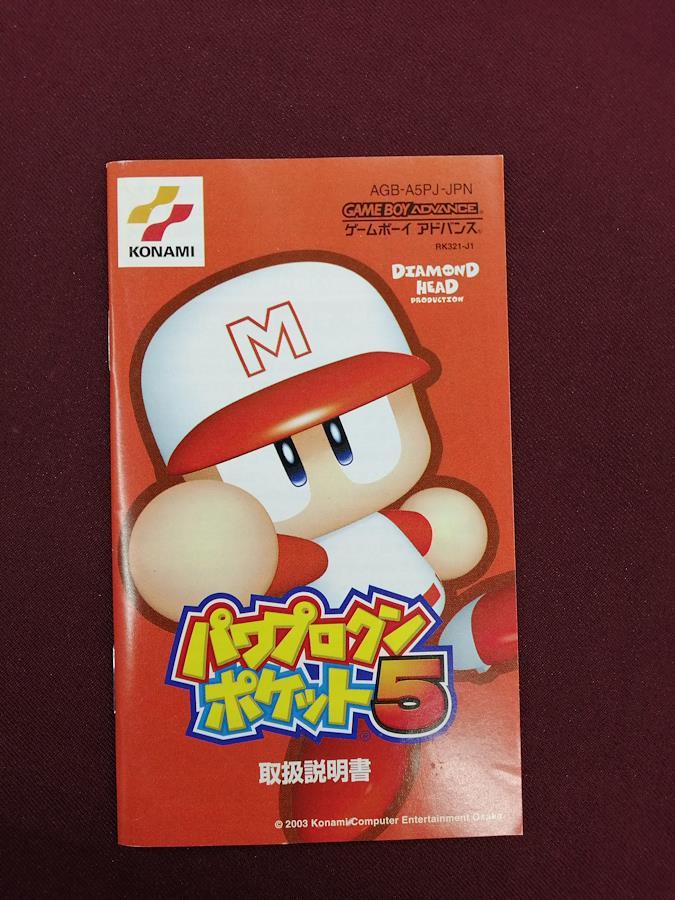 KONAMI
AGB-A5PJ-JPN
GAME BOY ADVANCE
ゲームボーイ アドバンス
RK321-J1
DIAMOND
HEAD
PRODUCTION
M
パワプロクン
ポケット5
取扱説明書
© 2003 Konami Computer Entertainment Osaka